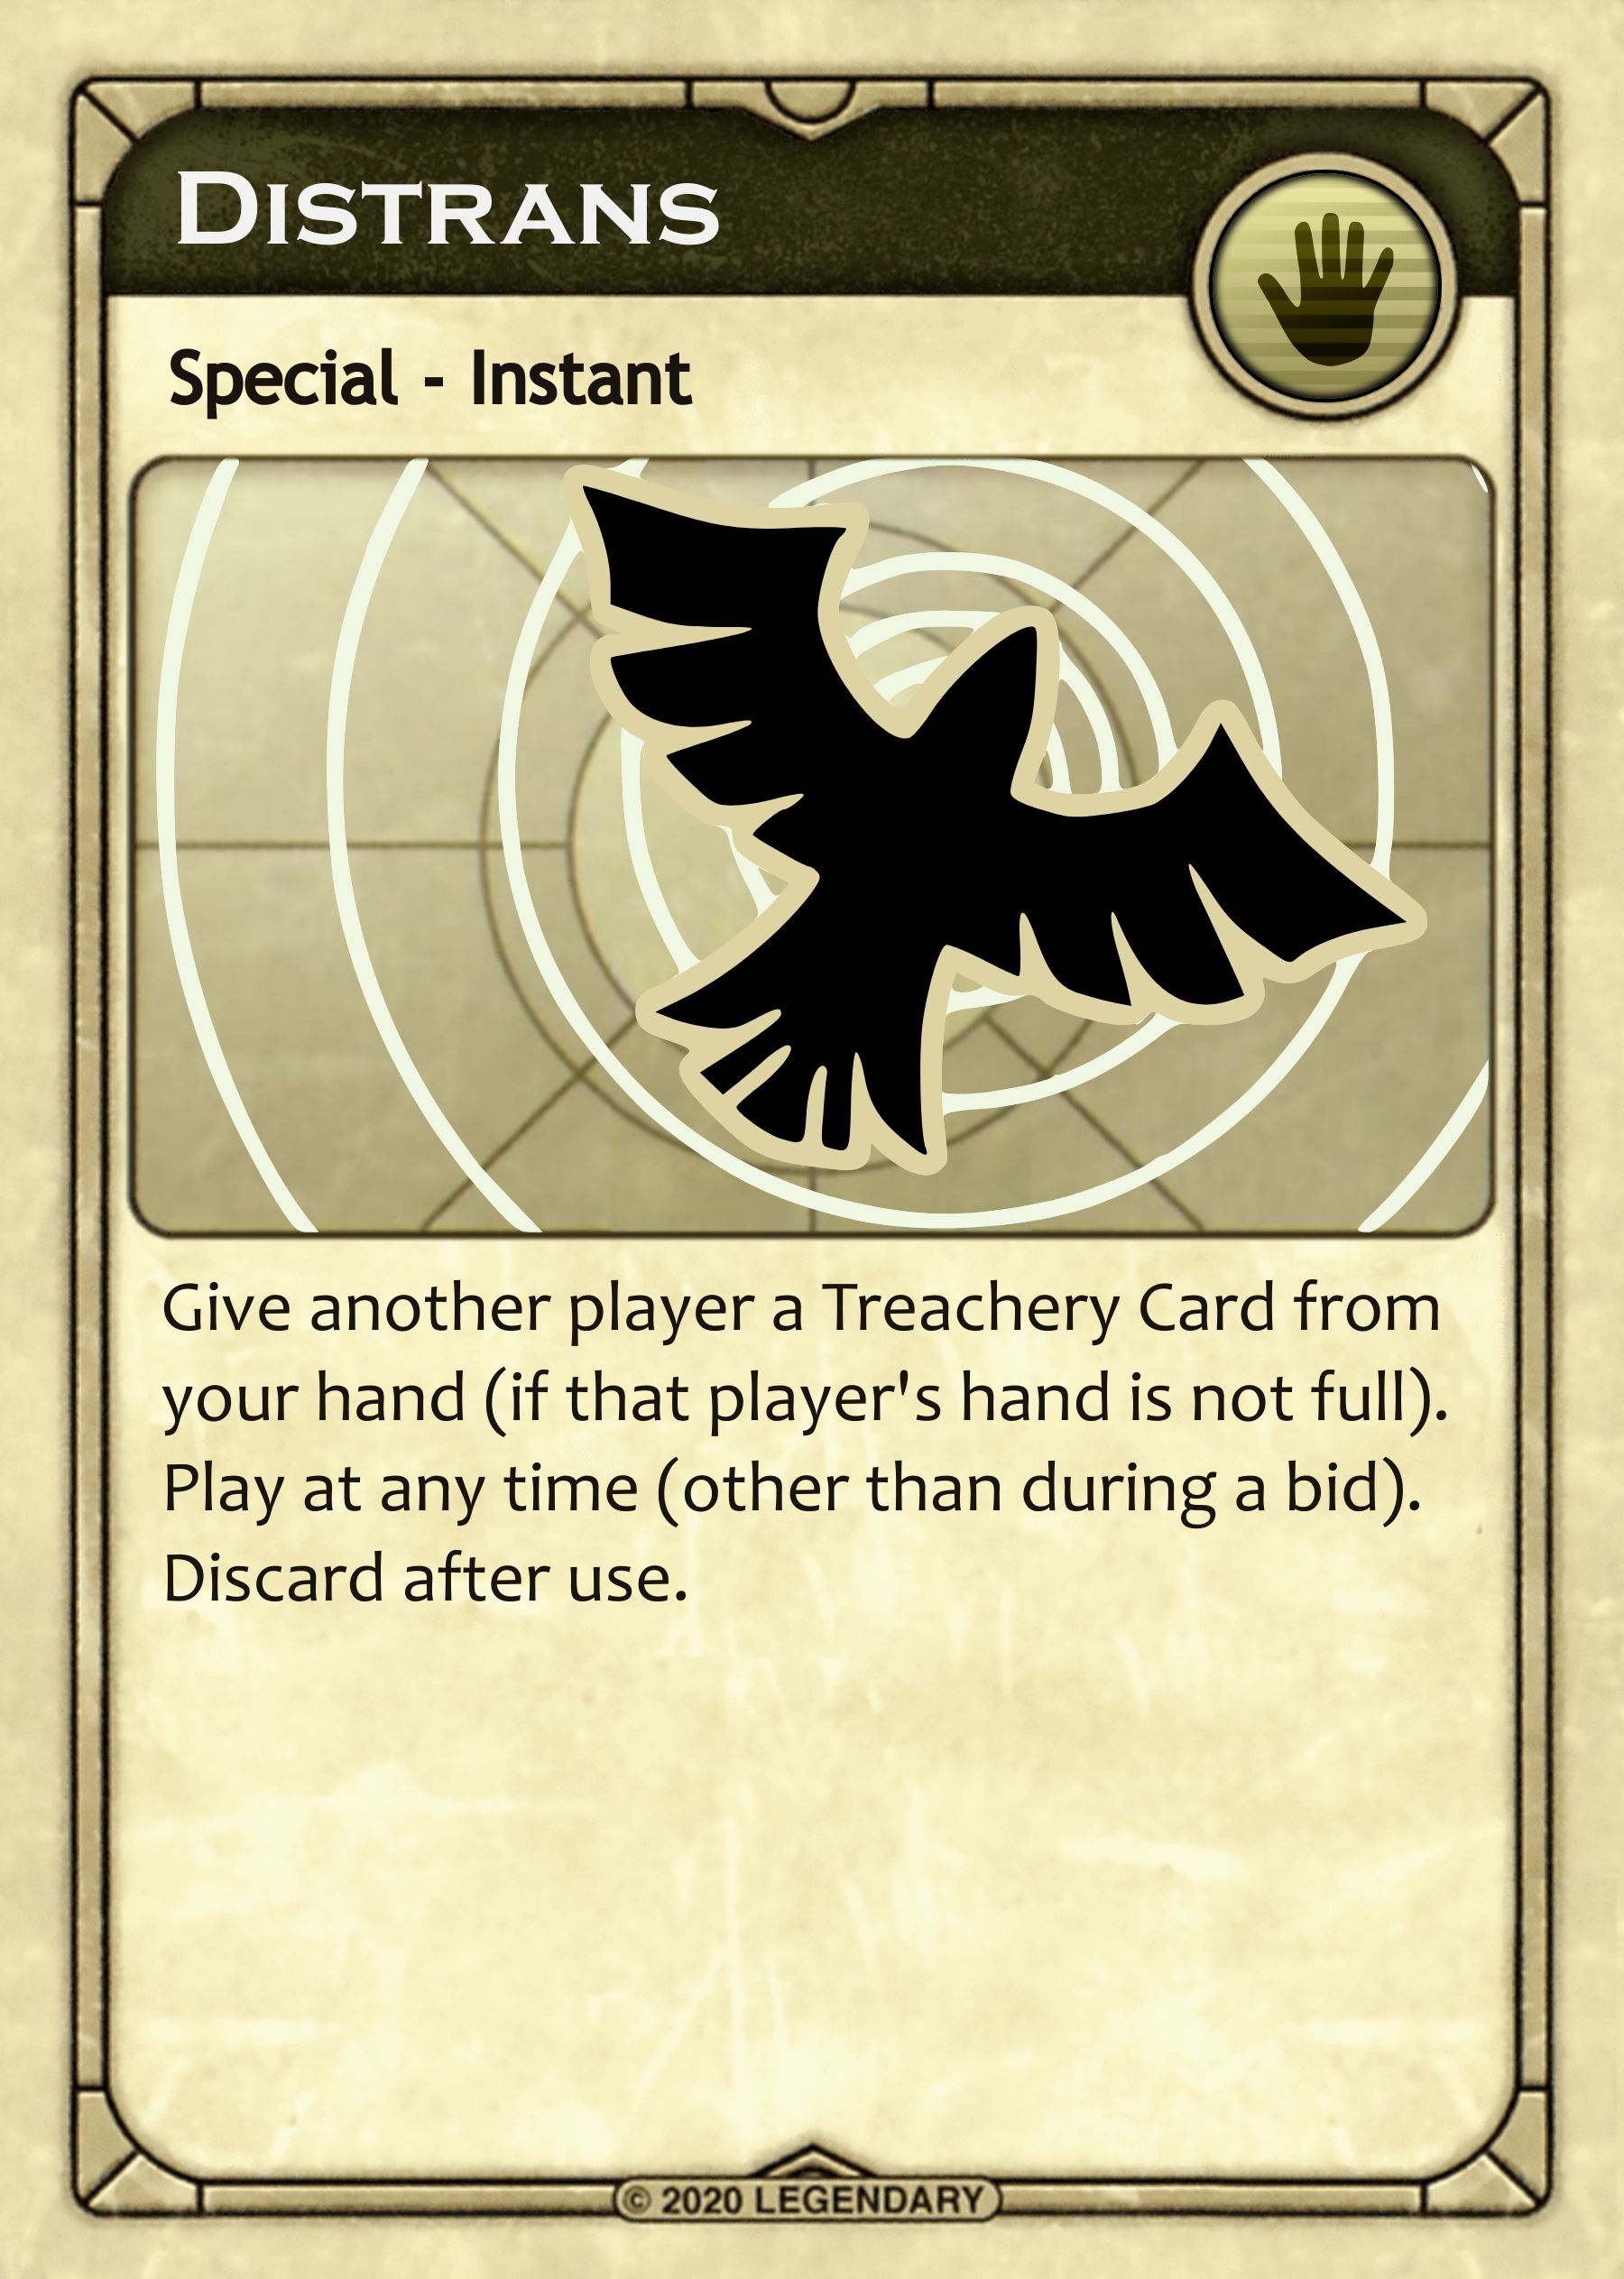 Distrans
Special - Instant
Give another player a Treachery Card from
your hand (if that player's hand is not full).
Play at any time (other than during a bid).
Discard after use.
© 2020 LEGENDARY